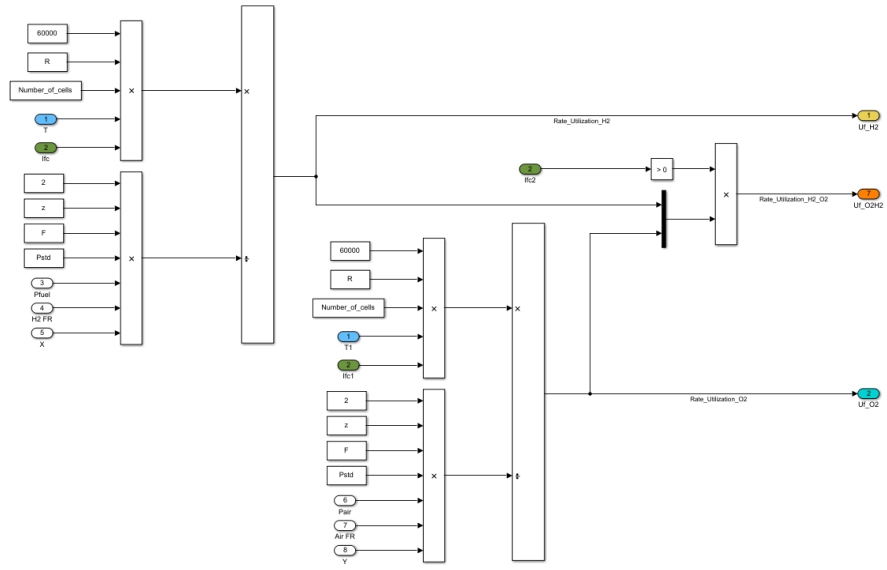 60000
R
Number_of_cells
1
T
2
Ifc
×
2
z
F
Pstd
3
Pfuel
4
H2 FR
5
X
×
×
÷
Rate_Utilization_H2
1
Uf_H2
2
Ifc2
> 0
×
Rate_Utilization_H2_O2
7
Uf_O2H2
60000
R
Number_of_cells
1
T1
2
Ifc1
×
2
z
F
Pstd
6
Pair
7
Air FR
8
Y
×
×
÷
Rate_Utilization_O2
2
Uf_O2